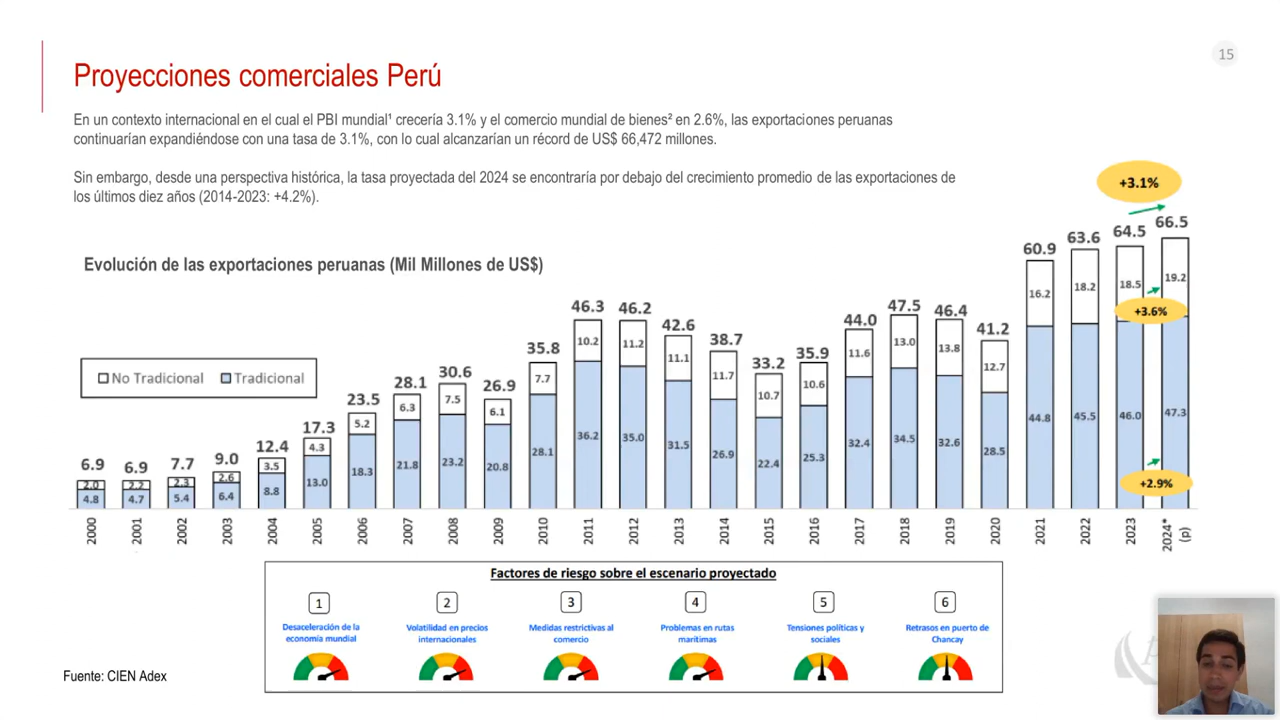 15
Proyecciones comerciales Perú
En un contexto internacional en el cual el PBI mundial¹ crecería 3.1% y el comercio mundial de bienes² en 2.6%, las exportaciones peruanas
continuarían expandiéndose con una tasa de 3.1%, con lo cual alcanzarían un récord de US$ 66,472 millones.
Sin embargo, desde una perspectiva histórica, la tasa proyectada del 2024 se encontraría por debajo del crecimiento promedio de las exportaciones de
los últimos diez años (2014-2023: +4.2%).
Evolución de las exportaciones peruanas (Mil Millones de US$)
No Tradicional Tradicional
+3.1%
+3.6%
+2.9%
6.9 6.9 7.7 9.0 12.4 17.3 23.5 28.1 30.6 26.9 35.8 46.3 46.2 42.6 38.7 33.2 35.9 44.0 47.5 46.4 41.2 60.9 63.6 64.5 66.5
2.0 2.2 2.3 2.6 3.5 4.3 5.2 6.3 7.5 6.1 7.7 10.2 11.2 11.1 11.7 10.7 10.6 11.6 13.0 13.8 12.7 16.2 18.2 18.5 19.2
4.8 4.7 5.4 6.4 8.8 13.0 18.3 21.8 23.2 20.8 28.1 36.2 35.0 31.5 26.9 22.4 25.3 32.4 34.5 32.6 28.5 44.8 45.5 46.0 47.3
2000 2001 2002 2003 2004 2005 2006 2007 2008 2009 2010 2011 2012 2013 2014 2015 2016 2017 2018 2019 2020 2021 2022 2023 2024* (p)
Factores de riesgo sobre el escenario proyectado
1
Desaceleración de la
economía mundial
2
Volatilidad en precios
internacionales
3
Medidas restrictivas al
comercio
4
Problemas en rutas
marítimas
5
Tensiones políticas y
sociales
6
Retrasos en puerto de
Chancay
Fuente: CIEN Adex